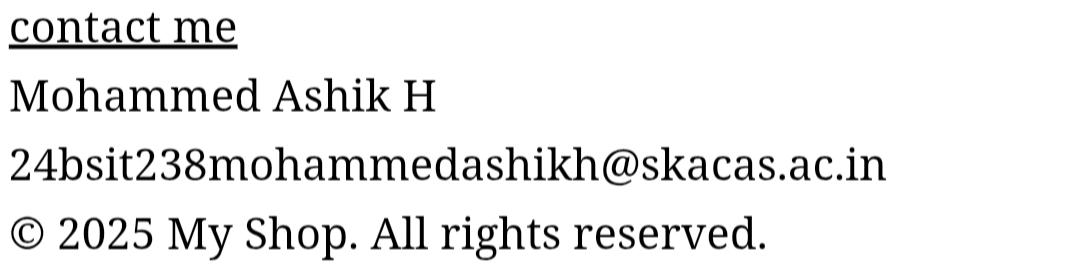 contact me
Mohammed Ashik H
24bsit238mohammedashikh@skacas.ac.in
© 2025 My Shop. All rights reserved.